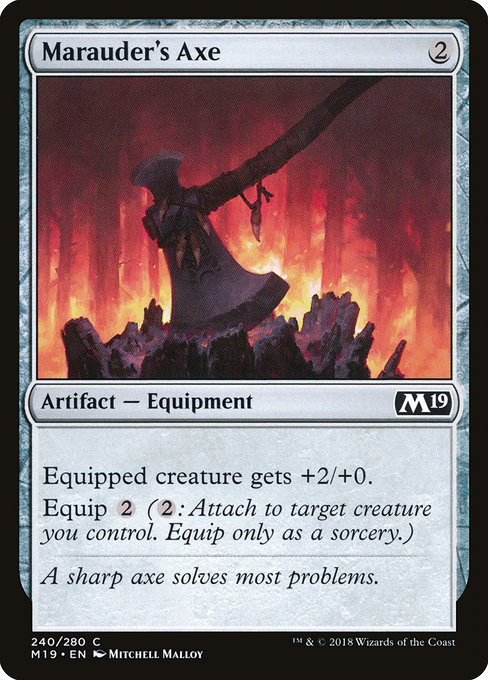 Marauder's Axe 2
Artifact — Equipment M19
Equipped creature gets +2/+0.
Equip 2 (2: Attach to target creature
you control. Equip only as a sorcery.)
A sharp axe solves most problems.
240/280 C
M19 • EN Mitchell Malloy
™ & © 2018 Wizards of the Coast